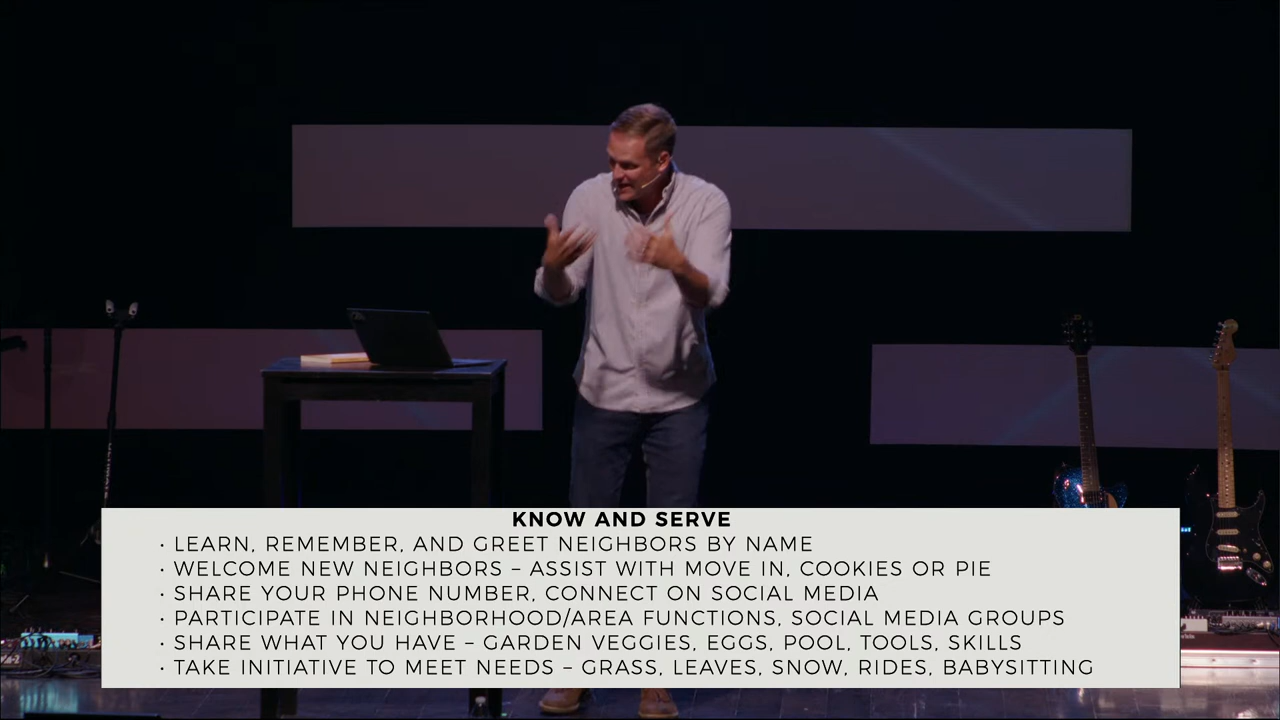 KNOW AND SERVE
· LEARN, REMEMBER, AND GREET NEIGHBORS BY NAME
· WELCOME NEW NEIGHBORS – ASSIST WITH MOVE IN, COOKIES OR PIE
· SHARE YOUR PHONE NUMBER, CONNECT ON SOCIAL MEDIA
· PARTICIPATE IN NEIGHBORHOOD/AREA FUNCTIONS, SOCIAL MEDIA GROUPS
· SHARE WHAT YOU HAVE – GARDEN VEGGIES, EGGS, POOL, TOOLS, SKILLS
· TAKE INITIATIVE TO MEET NEEDS – GRASS, LEAVES, SNOW, RIDES, BABYSITTING